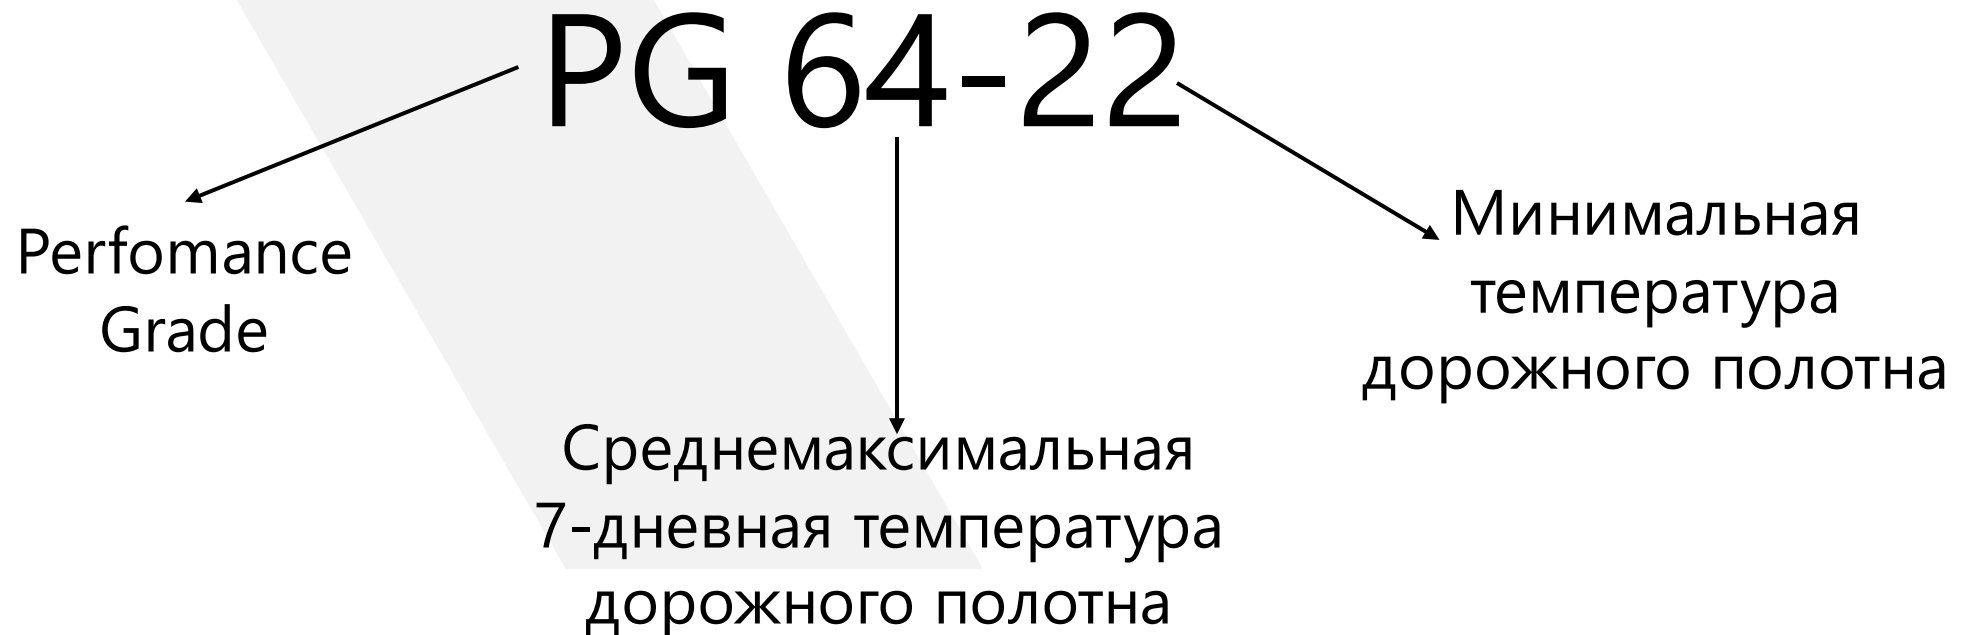 PG 64-22
Perfomance
Grade
Среднемаксимальная
7-дневная температура
дорожного полотна
Минимальная
температура
дорожного полотна